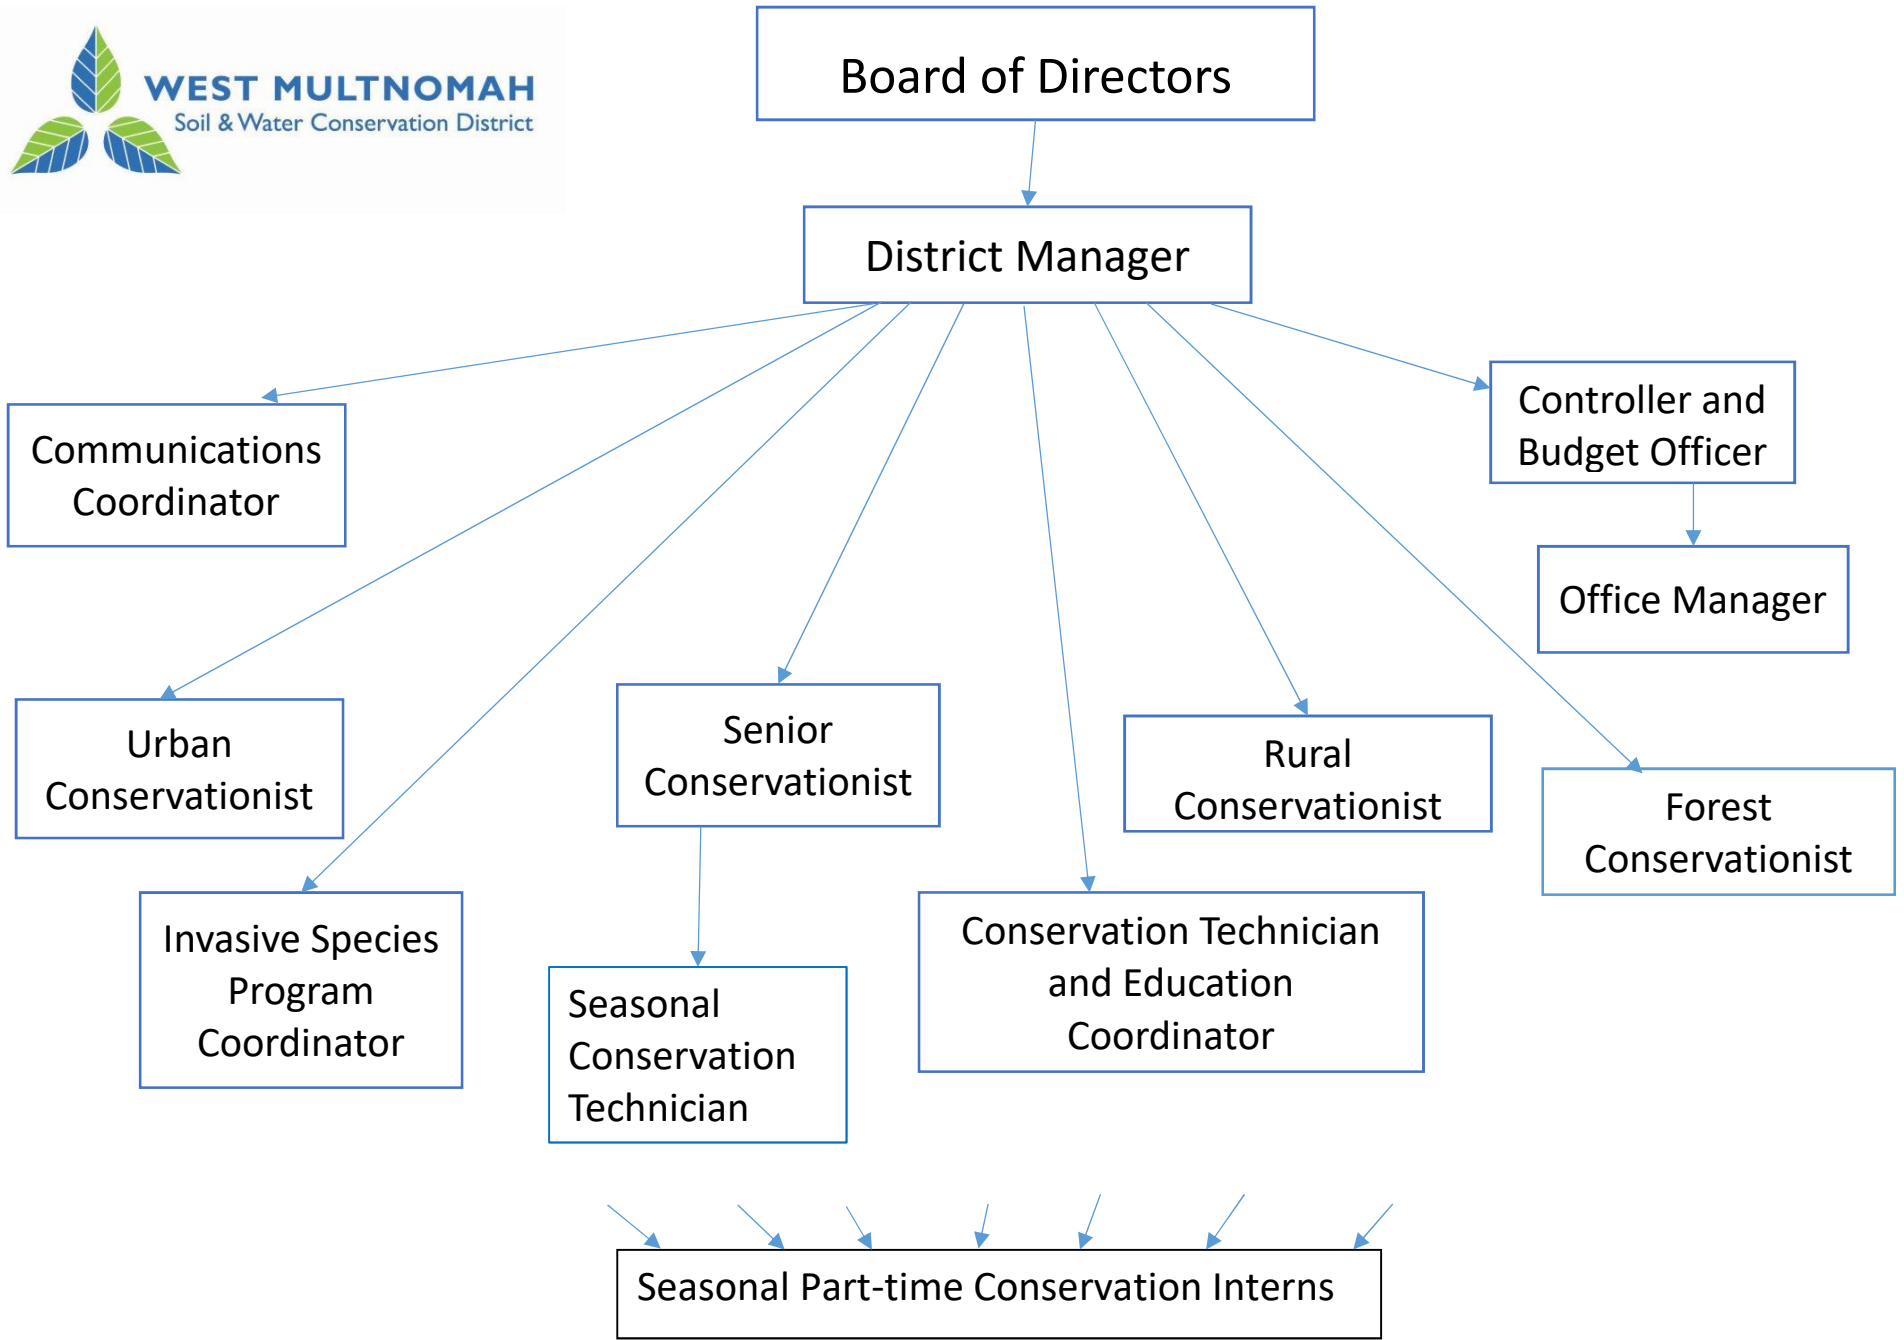 WEST MULTNOMAH
Soil & Water Conservation District
Board of Directors
District Manager
Communications
Coordinator
Controller and
Budget Officer
Office Manager
Urban
Conservationist
Senior
Conservationist
Rural
Conservationist
Forest
Conservationist
Invasive Species
Program
Coordinator
Seasonal
Conservation
Technician
Conservation Technician
and Education
Coordinator
Seasonal Part-time Conservation Interns